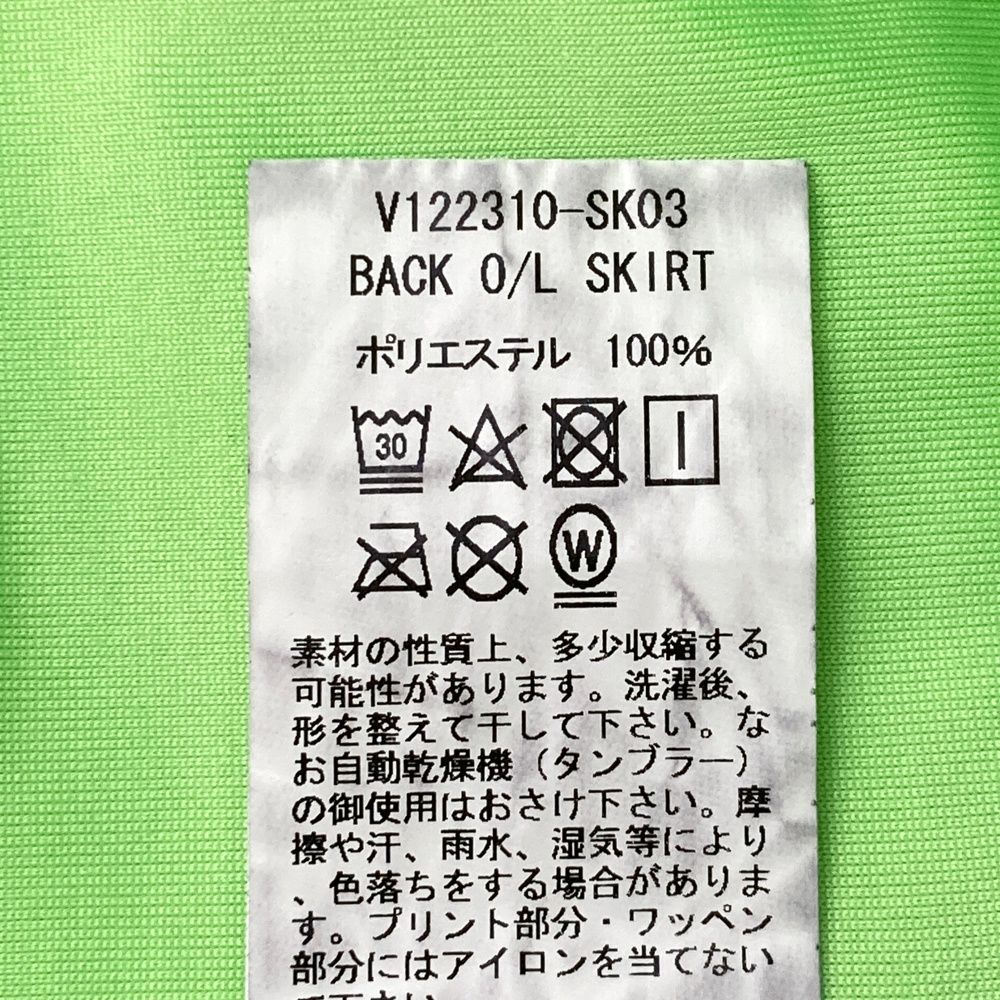 V122310-SK03
BACK O/L SKIRT
ポリエステル 100%
30
W
素材の性質上、多少収縮する
可能性があります。洗濯後、
形を整えて干して下さい。な
お自動乾燥機（タンブラー）
の御使用はおさけ下さい。摩
擦や汗、雨水、湿気等により
、色落ちをする場合がありま
す。プリント部分・ワッペン
部分にはアイロンを当てない
で下さい